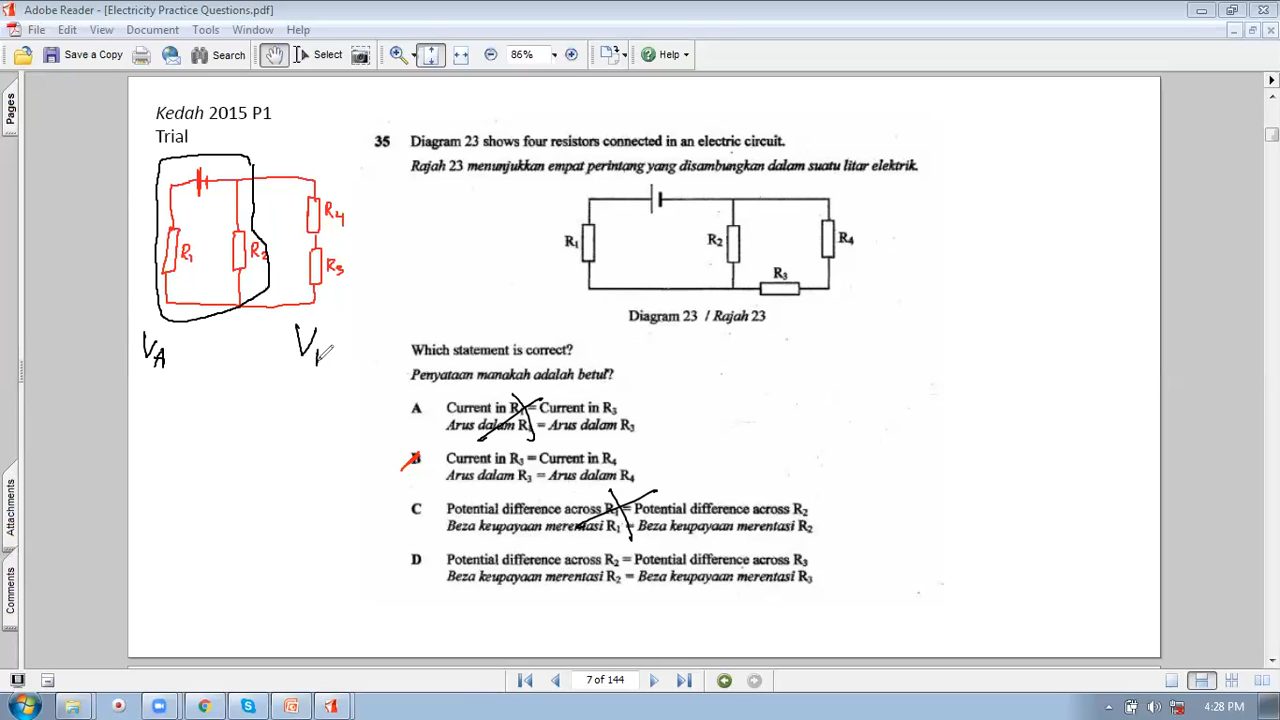 Adobe Reader - [Electricity Practice Questions.pdf]
File Edit View Document Tools Window Help
Save a Copy Search Select 86% Help
Pages
Attachments
Comments
Kedah 2015 P1
Trial
R1 R2 R4
R3
VA V
35 Diagram 23 shows four resistors connected in an electric circuit.
Rajah 23 menunjukkan empat perintang yang disambungkan dalam suatu litar elektrik.
R1 R2 R4
R3
Diagram 23 / Rajah 23
Which statement is correct?
Penyataan manakah adalah betul?
A Current in R1 = Current in R3
Arus dalam R1 = Arus dalam R3
B Current in R3 = Current in R4
Arus dalam R3 = Arus dalam R4
C Potential difference across R1 = Potential difference across R2
Beza keupayaan merentasi R1 = Beza keupayaan merentasi R2
D Potential difference across R2 = Potential difference across R3
Beza keupayaan merentasi R2 = Beza keupayaan merentasi R3
7 of 144
4:28 PM